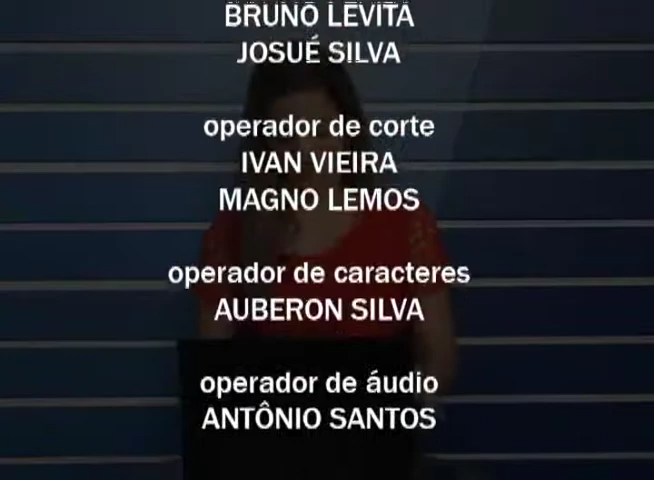 BRUNO LEVITA
JOSUÉ SILVA
operador de corte
IVAN VIEIRA
MAGNO LEMOS
operador de caracteres
AUBERON SILVA
operador de áudio
ANTÔNIO SANTOS